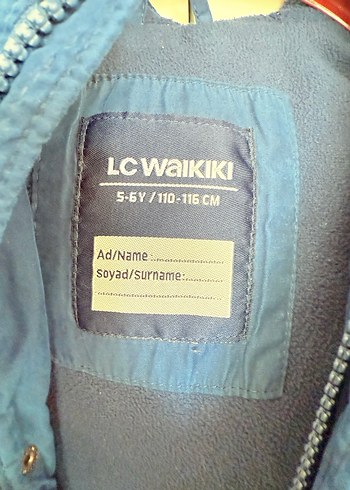 LC WAIKIKI
5-6Y / 110-116 CM
Ad/Name:....................
Soyad/Surname:............
....................................